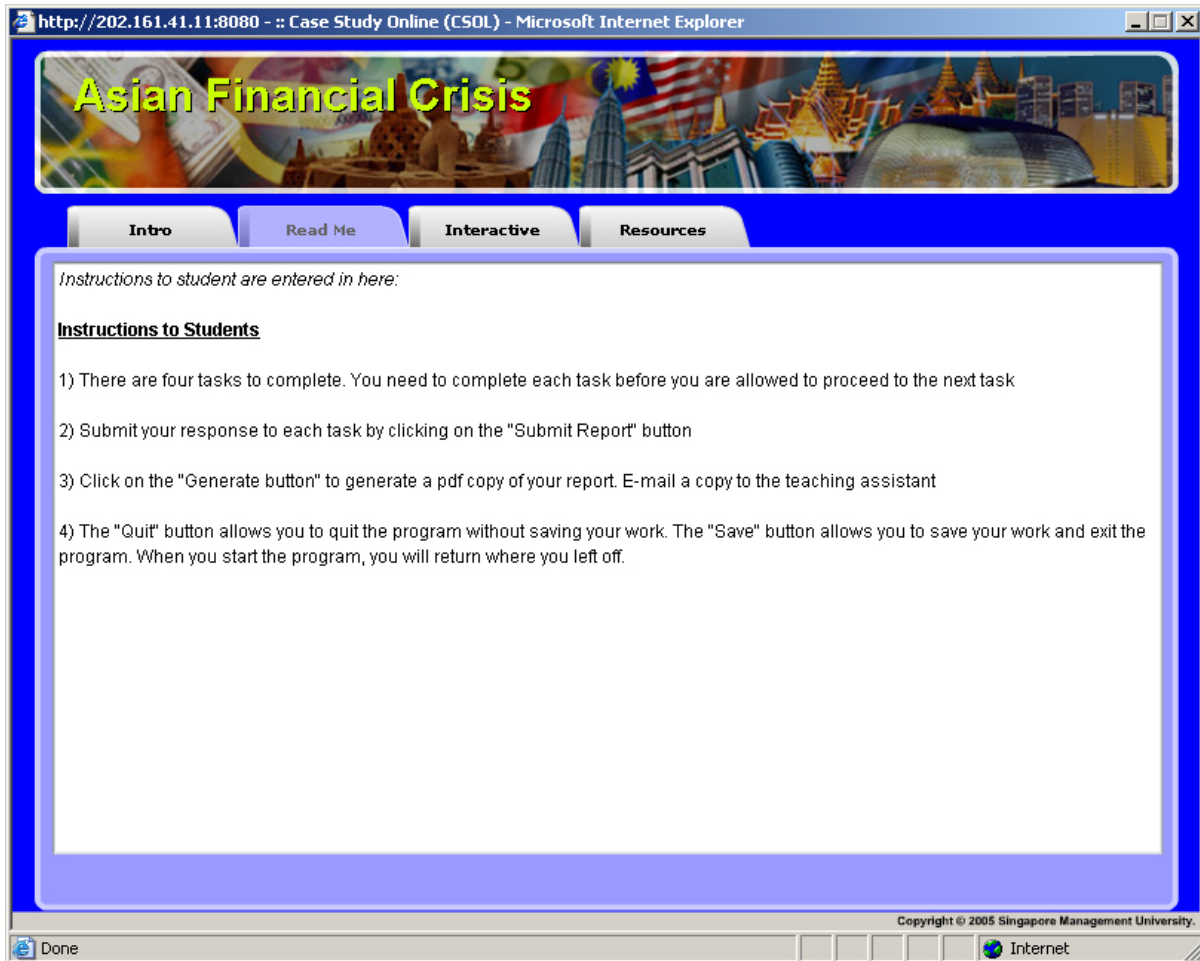 http://202.161.41.11:8080 - :: Case Study Online (CSOL) - Microsoft Internet Explorer
Asian Financial Crisis
Intro Read Me Interactive Resources
Instructions to student are entered in here:
Instructions to Students
1) There are four tasks to complete. You need to complete each task before you are allowed to proceed to the next task
2) Submit your response to each task by clicking on the "Submit Report" button
3) Click on the "Generate button" to generate a pdf copy of your report. E-mail a copy to the teaching assistant
4) The "Quit" button allows you to quit the program without saving your work. The "Save" button allows you to save your work and exit the
program. When you start the program, you will return where you left off.
Copyright © 2005 Singapore Management University.
Done Internet